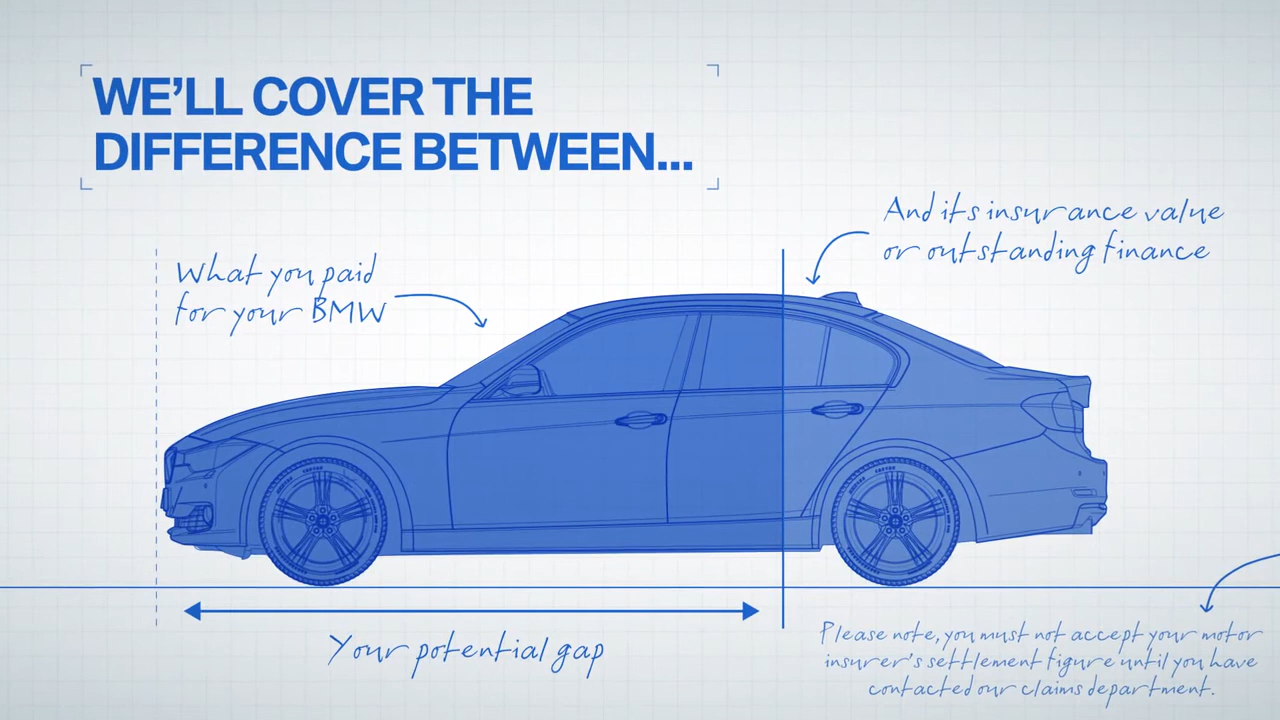 WE'LL COVER THE
DIFFERENCE BETWEEN...
And its insurance value
or outstanding finance
What you paid
for your BMW
Your potential gap
Please note, you must not accept your motor
insurer's settlement figure until you have
contacted our claims department.